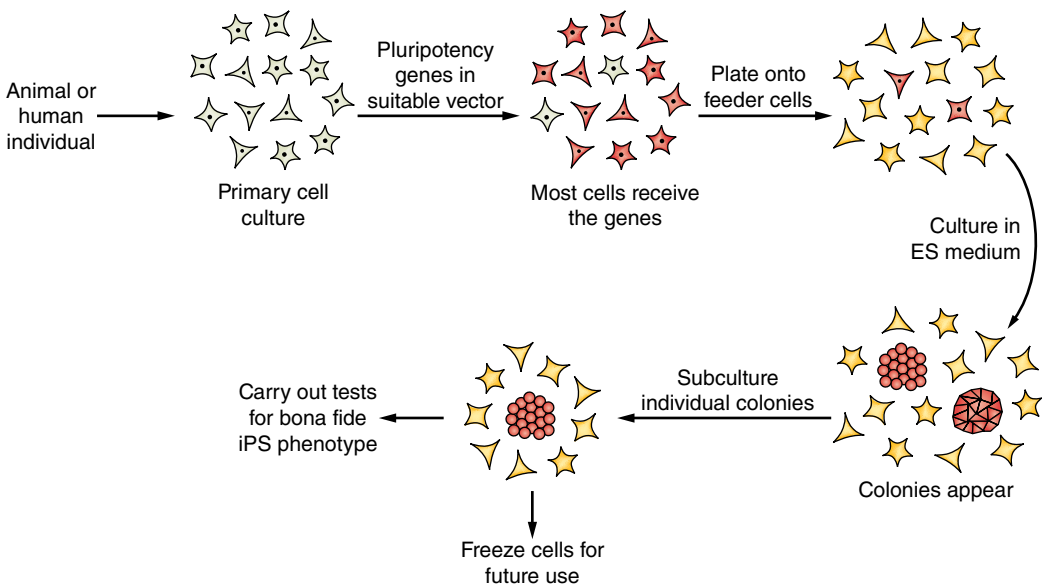 Animal or
human
individual
Primary cell
culture
Pluripotency
genes in
suitable vector
Most cells receive
the genes
Plate onto
feeder cells
Culture in
ES medium
Colonies appear
Subculture
individual colonies
Carry out tests
for bona fide
iPS phenotype
Freeze cells for
future use